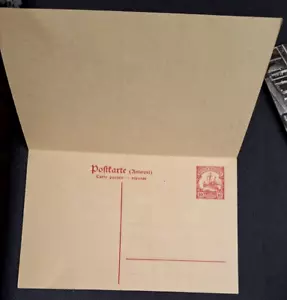 Postkarte (Antwort)
Carte postale - réponse